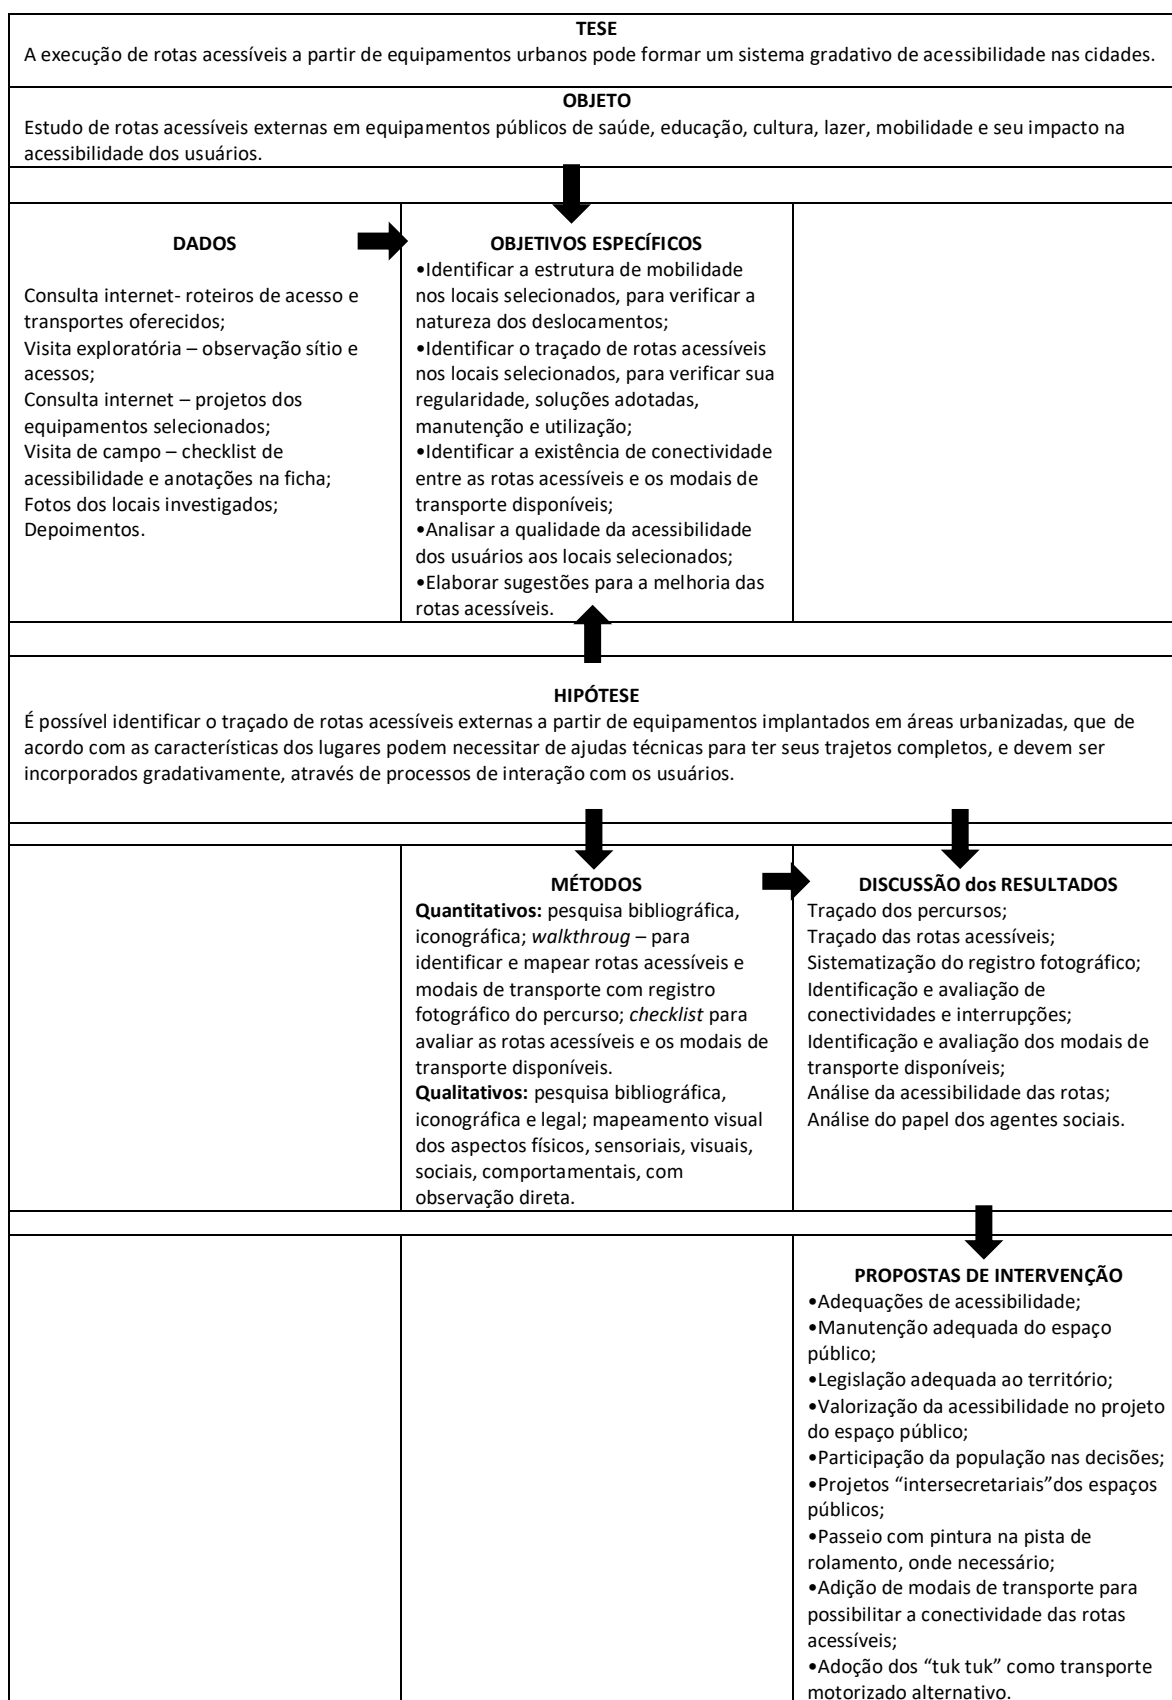 TESE
A execução de rotas acessíveis a partir de equipamentos urbanos pode formar um sistema gradativo de acessibilidade nas cidades.
OBJETO
Estudo de rotas acessíveis externas em equipamentos públicos de saúde, educação, cultura, lazer, mobilidade e seu impacto na
acessibilidade dos usuários.
DADOS
Consulta internet- roteiros de acesso e
transportes oferecidos;
Visita exploratória – observação sítio e
acessos;
Consulta internet – projetos dos
equipamentos selecionados;
Visita de campo – checklist de
acessibilidade e anotações na ficha;
Fotos dos locais investigados;
Depoimentos.
OBJETIVOS ESPECÍFICOS
•Identificar a estrutura de mobilidade
nos locais selecionados, para verificar a
natureza dos deslocamentos;
•Identificar o traçado de rotas acessíveis
nos locais selecionados, para verificar sua
regularidade, soluções adotadas,
manutenção e utilização;
•Identificar a existência de conectividade
entre as rotas acessíveis e os modais de
transporte disponíveis;
•Analisar a qualidade da acessibilidade
dos usuários aos locais selecionados;
•Elaborar sugestões para a melhoria das
rotas acessíveis.
HIPÓTESE
É possível identificar o traçado de rotas acessíveis externas a partir de equipamentos implantados em áreas urbanizadas, que de
acordo com as características dos lugares podem necessitar de ajudas técnicas para ter seus trajetos completos, e devem ser
incorporados gradativamente, através de processos de interação com os usuários.
MÉTODOS
Quantitativos: pesquisa bibliográfica,
iconográfica; walkthroug – para
identificar e mapear rotas acessíveis e
modais de transporte com registro
fotográfico do percurso; checklist para
avaliar as rotas acessíveis e os modais de
transporte disponíveis.
Qualitativos: pesquisa bibliográfica,
iconográfica e legal; mapeamento visual
dos aspectos físicos, sensoriais, visuais,
sociais, comportamentais, com
observação direta.
DISCUSSÃO dos RESULTADOS
Traçado dos percursos;
Traçado das rotas acessíveis;
Sistematização do registro fotográfico;
Identificação e avaliação de
conectividades e interrupções;
Identificação e avaliação dos modais de
transporte disponíveis;
Análise da acessibilidade das rotas;
Análise do papel dos agentes sociais.
PROPOSTAS DE INTERVENÇÃO
•Adequações de acessibilidade;
•Manutenção adequada do espaço
público;
•Legislação adequada ao território;
•Valorização da acessibilidade no projeto
do espaço público;
•Participação da população nas decisões;
•Projetos “intersecretariais”dos espaços
públicos;
•Passeio com pintura na pista de
rolamento, onde necessário;
•Adição de modais de transporte para
possibilitar a conectividade das rotas
acessíveis;
•Adoção dos “tuk tuk” como transporte
motorizado alternativo.